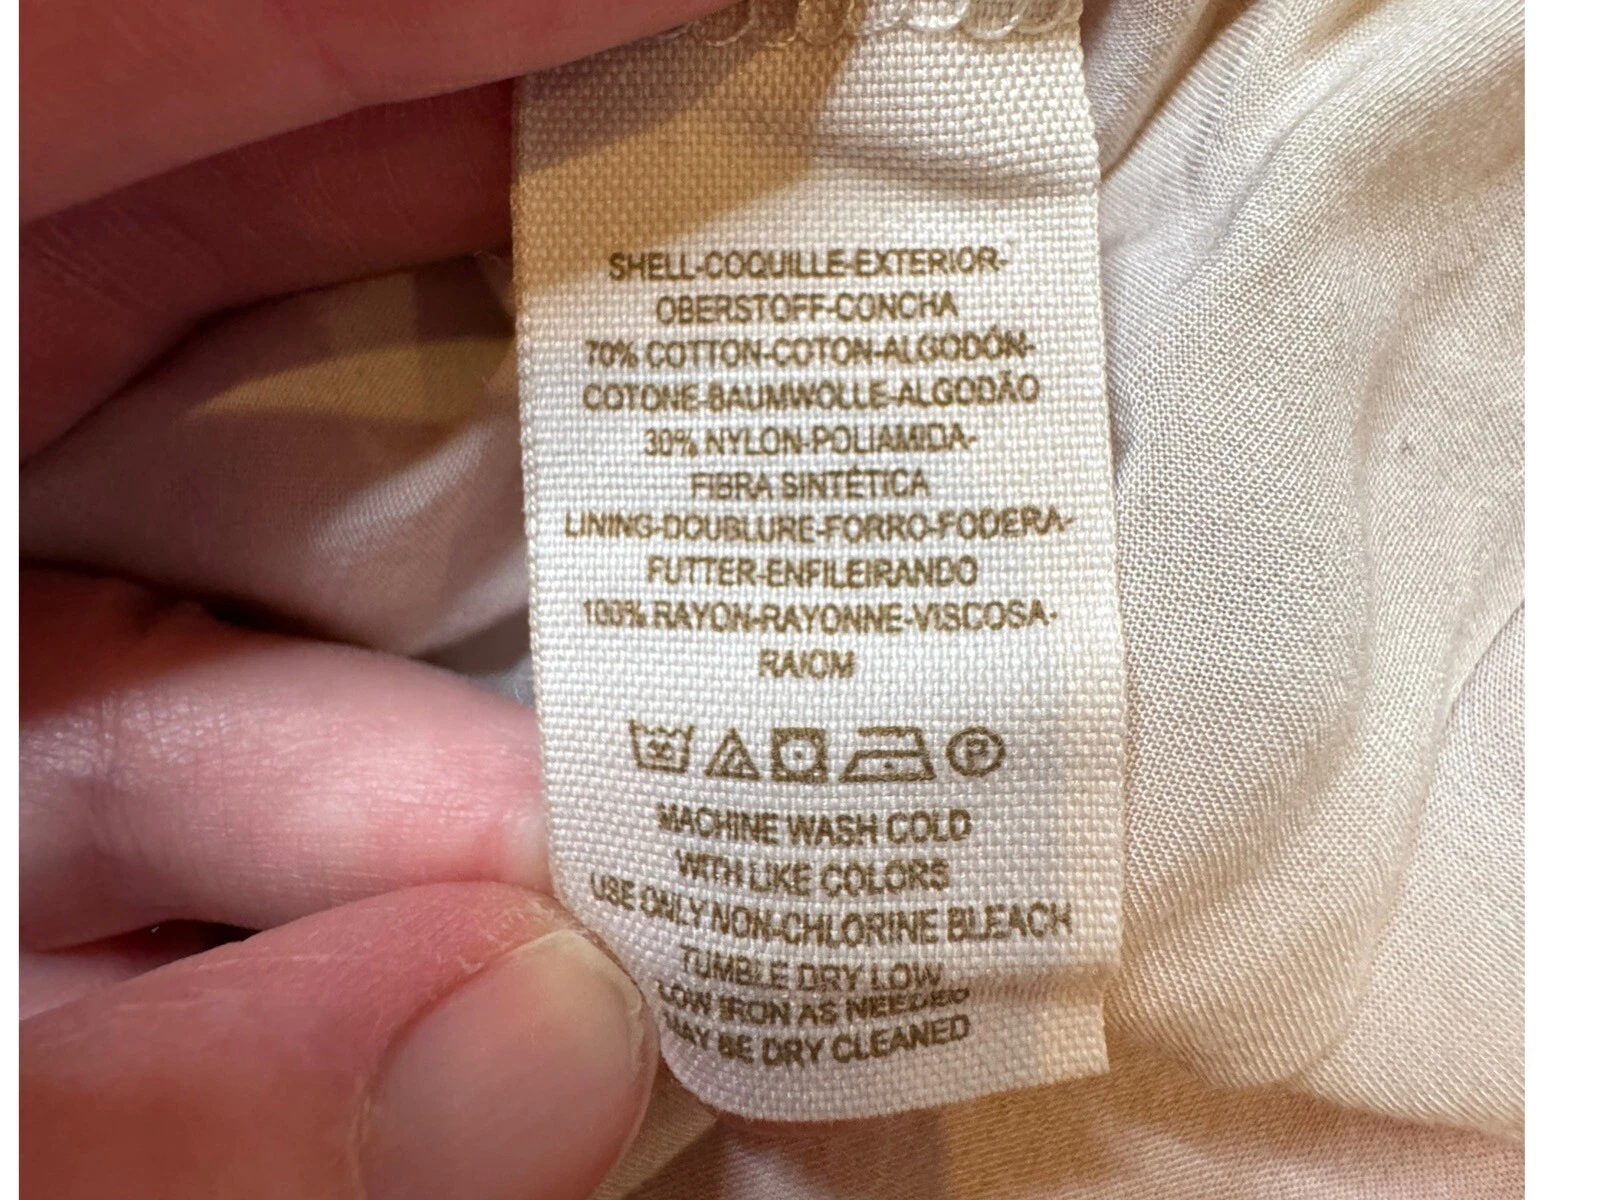 SHELL-COQUILLE-EXTERIOR-
OBERSTOFF-CONCHA
70% COTTON-COTON-ALGODÓN-
COTONE-BAUMWOLLE-ALGODÃO
30% NYLON-POLIAMIDA-
FIBRA SINTÉTICA
LINING-DOUBLURE-FORRO-FODERA-
FUTTER-ENFILEIRANDO
100% RAYON-RAYONNE-VISCOSA-
RAIOM
P
MACHINE WASH COLD
WITH LIKE COLORS
USE ONLY NON-CHLORINE BLEACH
TUMBLE DRY LOW
LOW IRON AS NEEDED
MAY BE DRY CLEANED